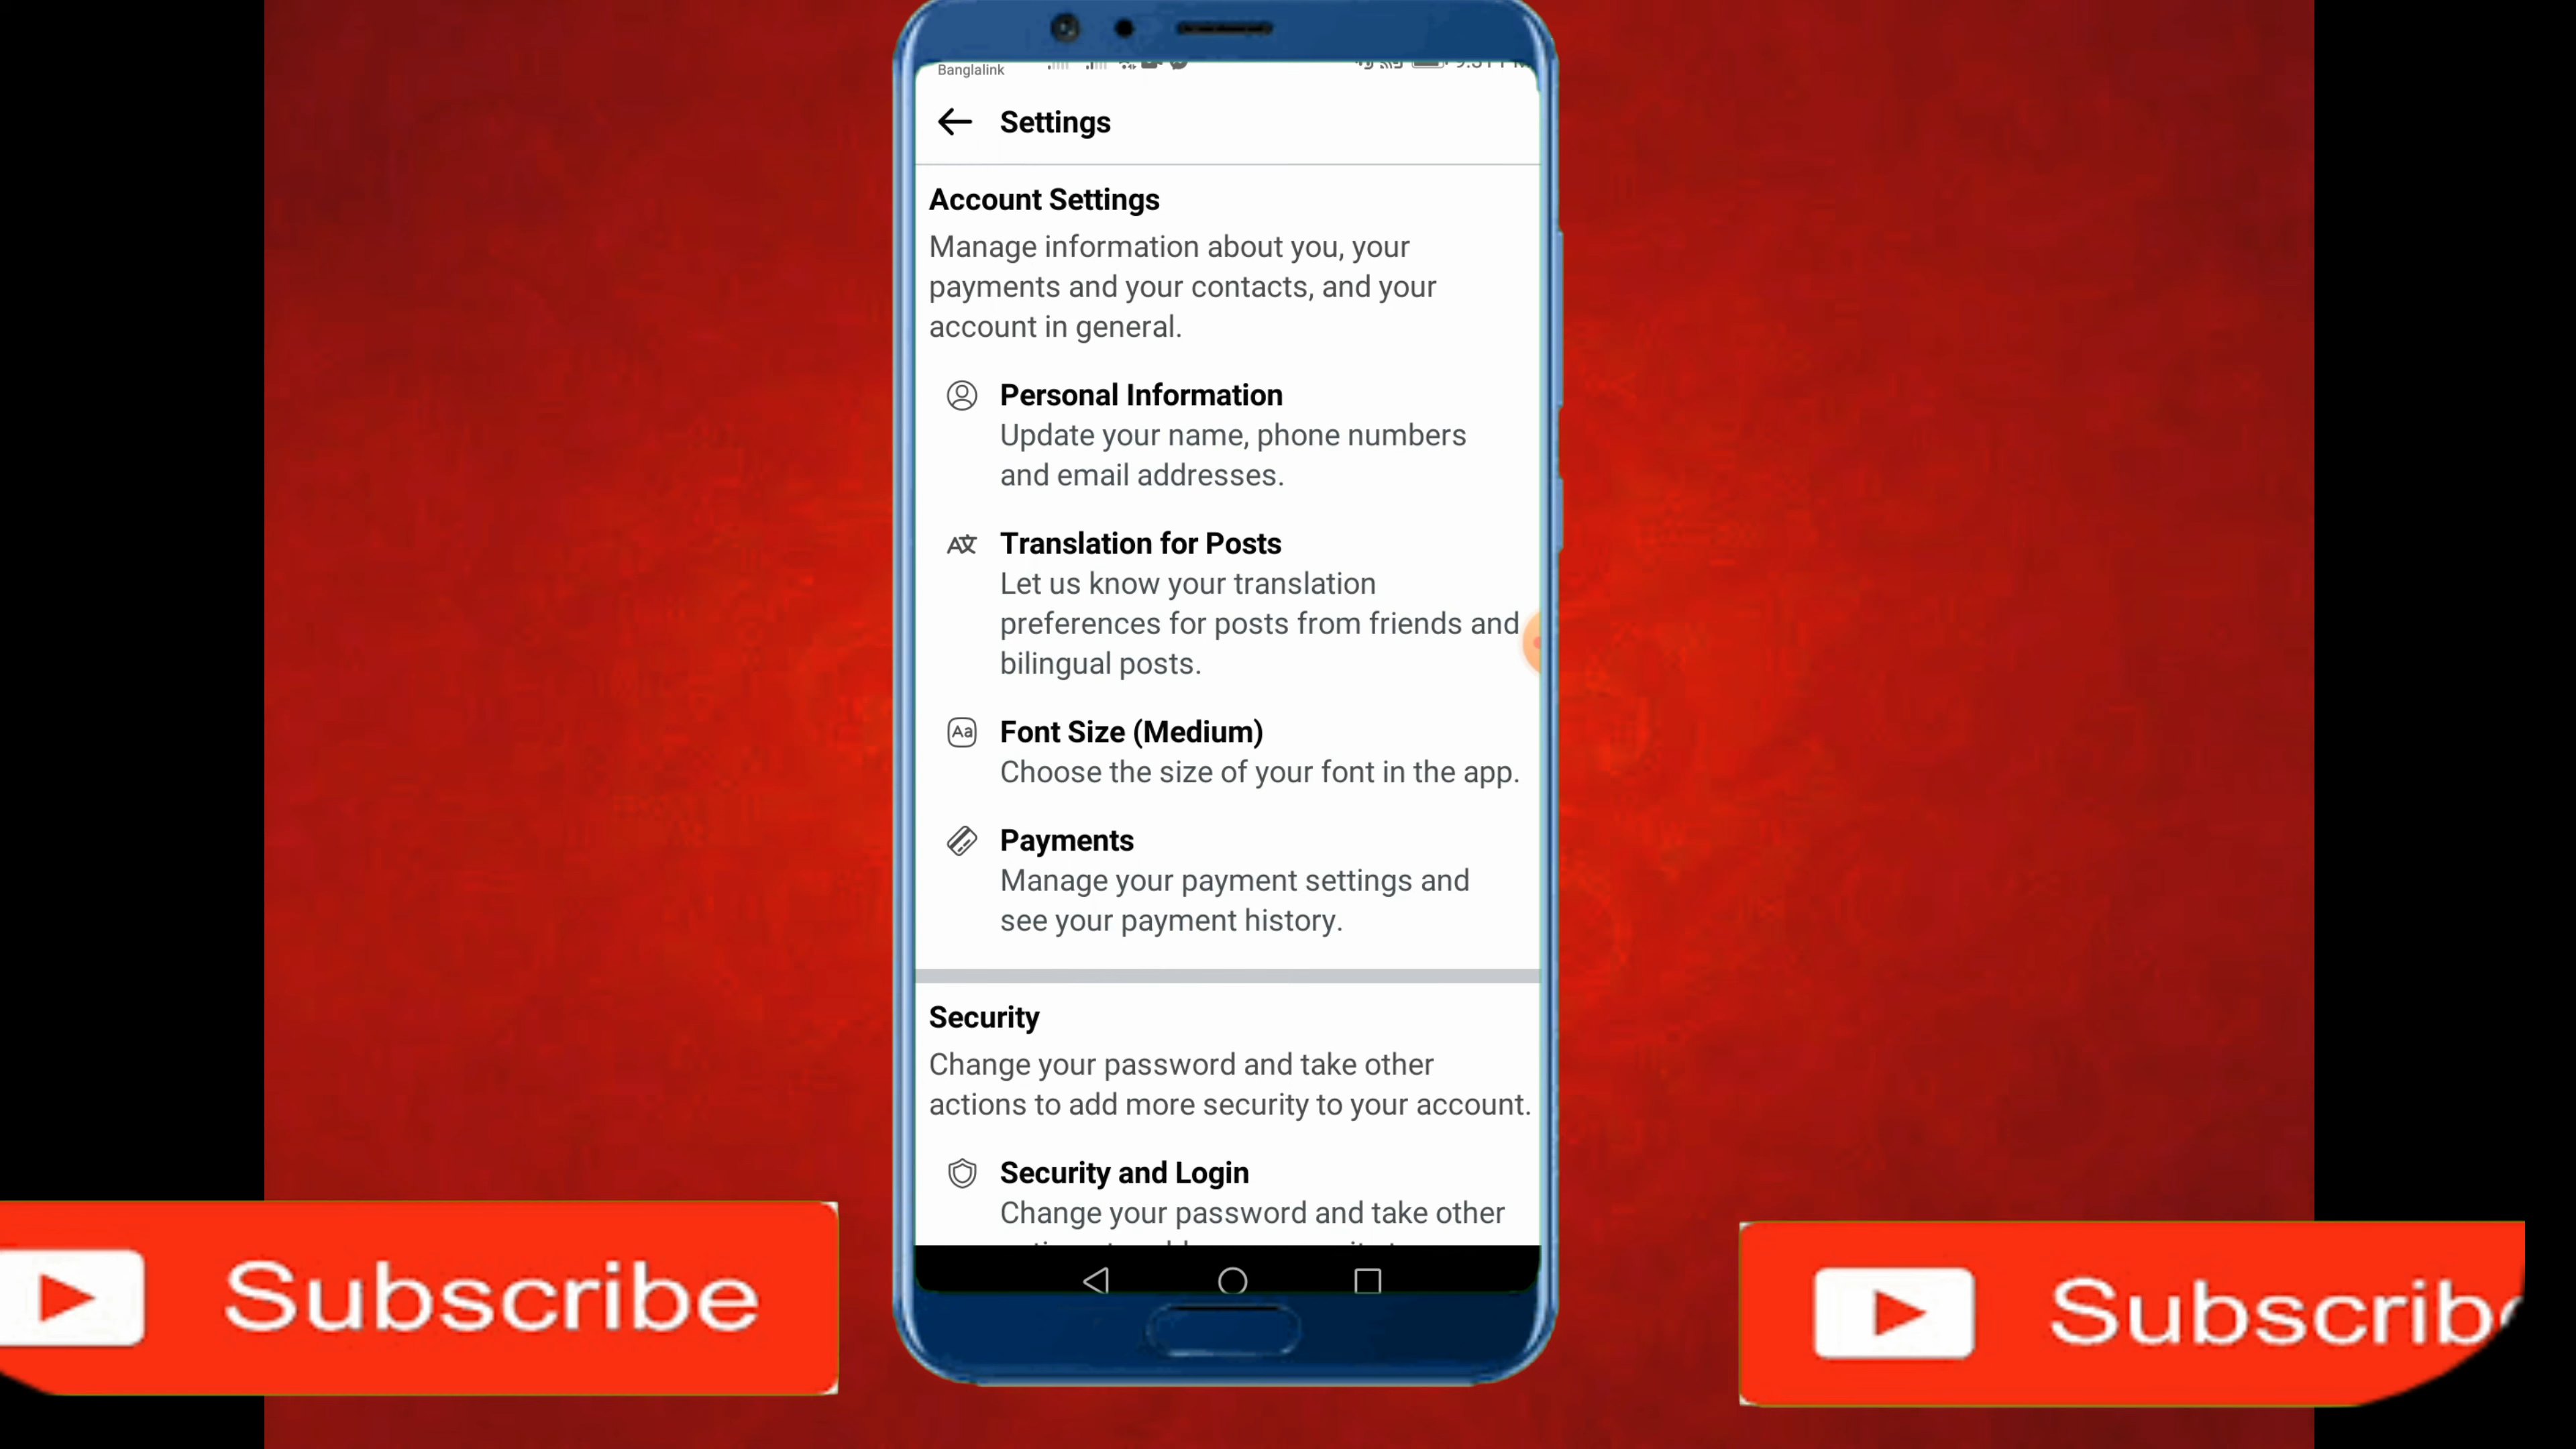 Banglalink
Settings
Account Settings
Manage information about you, your
payments and your contacts, and your
account in general.
Personal Information
Update your name, phone numbers
and email addresses.
Translation for Posts
Let us know your translation
preferences for posts from friends and
bilingual posts.
Aa
Font Size (Medium)
Choose the size of your font in the app.
Payments
Manage your payment settings and
see your payment history.
Security
Change your password and take other
actions to add more security to your account.
Security and Login
Change your password and take other
Subscribe
Subscribe